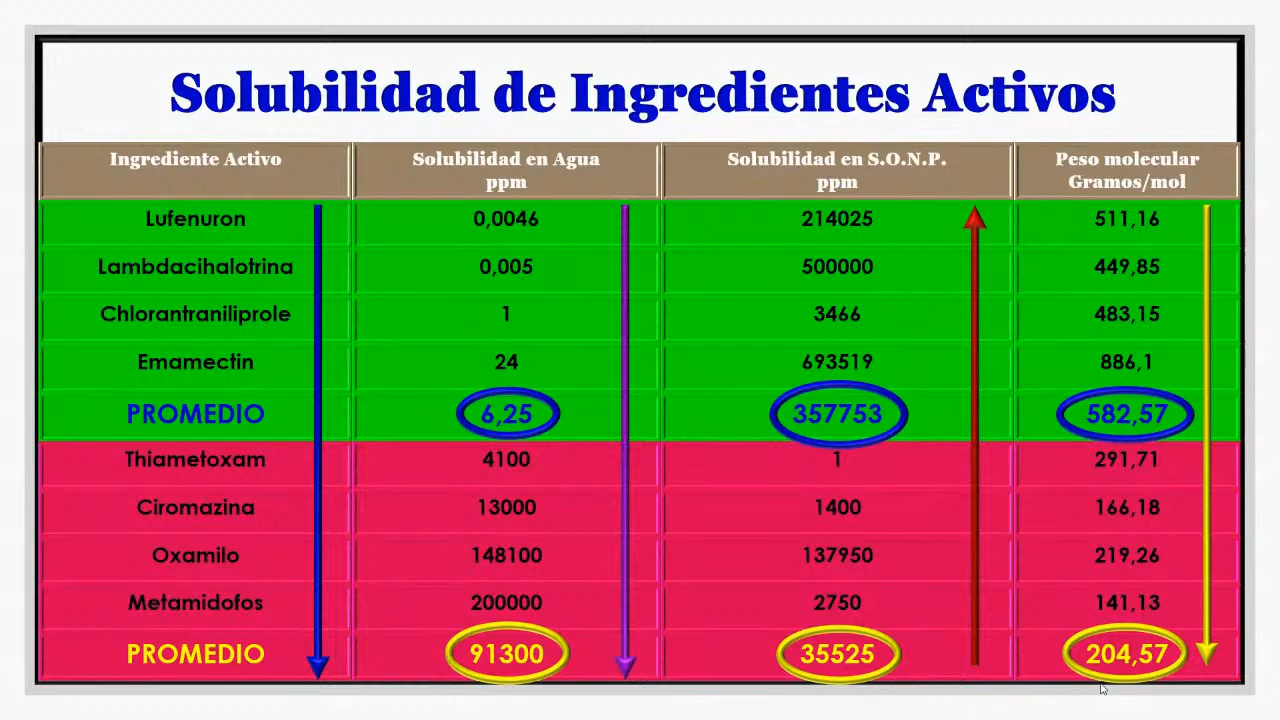 Solubilidad de Ingredientes Activos
Ingrediente Activo Solubilidad en Agua ppm Solubilidad en S.O.N.P. ppm Peso molecular Gramos/mol
Lufenuron 0,0046 214025 511,16
Lambdacihalotrina 0,005 500000 449,85
Chlorantraniliprole 1 3466 483,15
Emamectin 24 693519 886,1
PROMEDIO 6,25 357753 582,57
Thiametoxam 4100 1 291,71
Ciromazina 13000 1400 166,18
Oxamilo 148100 137950 219,26
Metamidofos 200000 2750 141,13
PROMEDIO 91300 35525 204,57